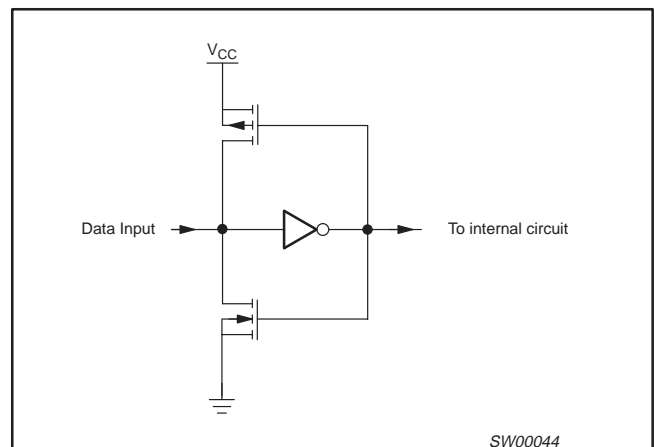 VCC
Data Input
To internal circuit
SW00044